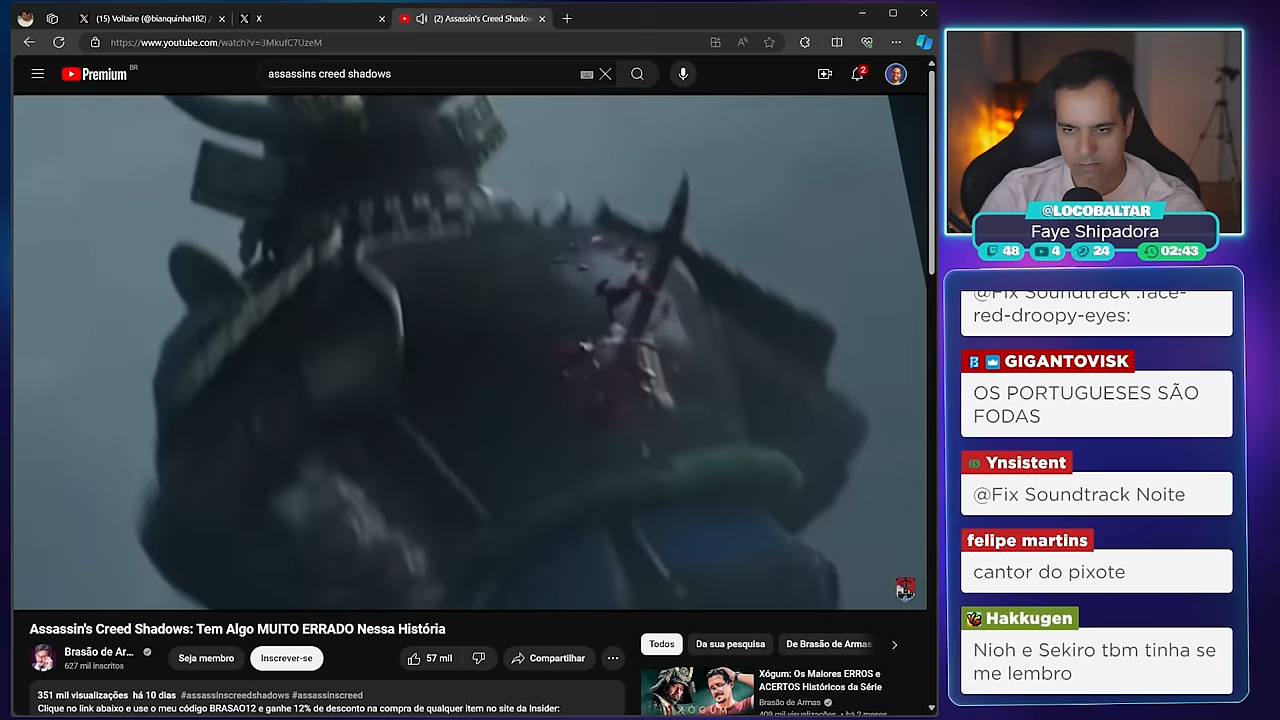 (15) Voltaire (@bianquinha182) /
X
(2) Assassin's Creed Shadow
https://www.youtube.com/watch?v=3MkufC7UzeM
Premium BR
assassins creed shadows
2
@LOCOBALTAR
Faye Shipadora
48 4 24 02:43
@Fix Soundtrack :face-
red-droopy-eyes:
GIGANTOVISK
OS PORTUGUESES SÃO
FODAS
Ynsistent
@Fix Soundtrack Noite
felipe martins
cantor do pixote
Hakkugen
Nioh e Sekiro tbm tinha se
me lembro
Assassin's Creed Shadows: Tem Algo MUITO ERRADO Nessa História
Brasão de Ar...
627 mil inscritos
Seja membro
Inscrever-se
57 mil
Compartilhar
351 mil visualizações há 10 dias #assassinscreedshadows #assassinscreed
Clique no link abaixo e use o meu código BRASAO12 e ganhe 12% de desconto na compra de qualquer item no site da Insider:
Todos
Da sua pesquisa
De Brasão de Armas
Xógum: Os Maiores ERROS e
ACERTOS Históricos da Série
Brasão de Armas
409 mil visualizações • há 2 meses